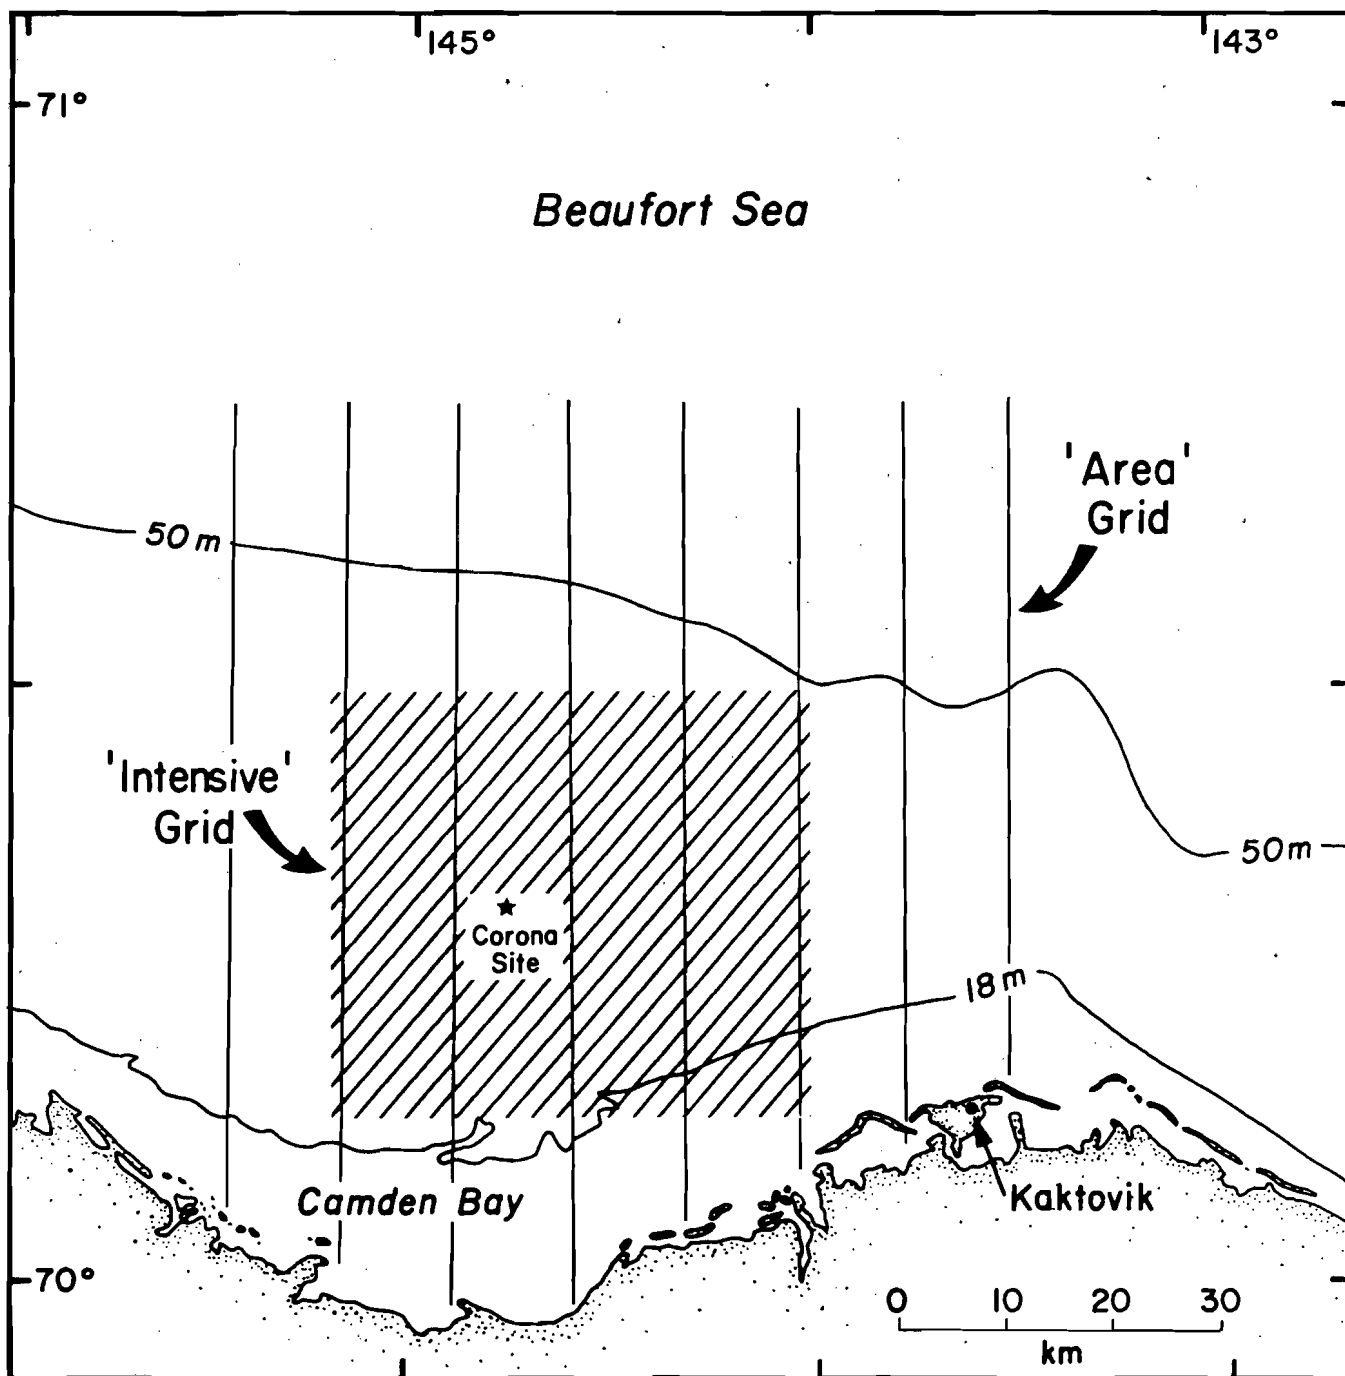 145°
143°
71°
Beaufort Sea
'Area'
Grid
50 m
'Intensive'
Grid
50 m
Corona
Site
18 m
Camden Bay
Kaktovik
70°
0 10 20 30
km